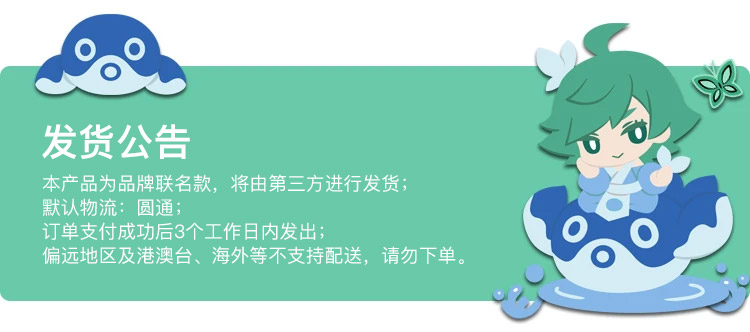 发货公告
本产品为品牌联名款，将由第三方进行发货；
默认物流：圆通；
订单支付成功后3个工作日内发出；
偏远地区及港澳台、海外等不支持配送，请勿下单。